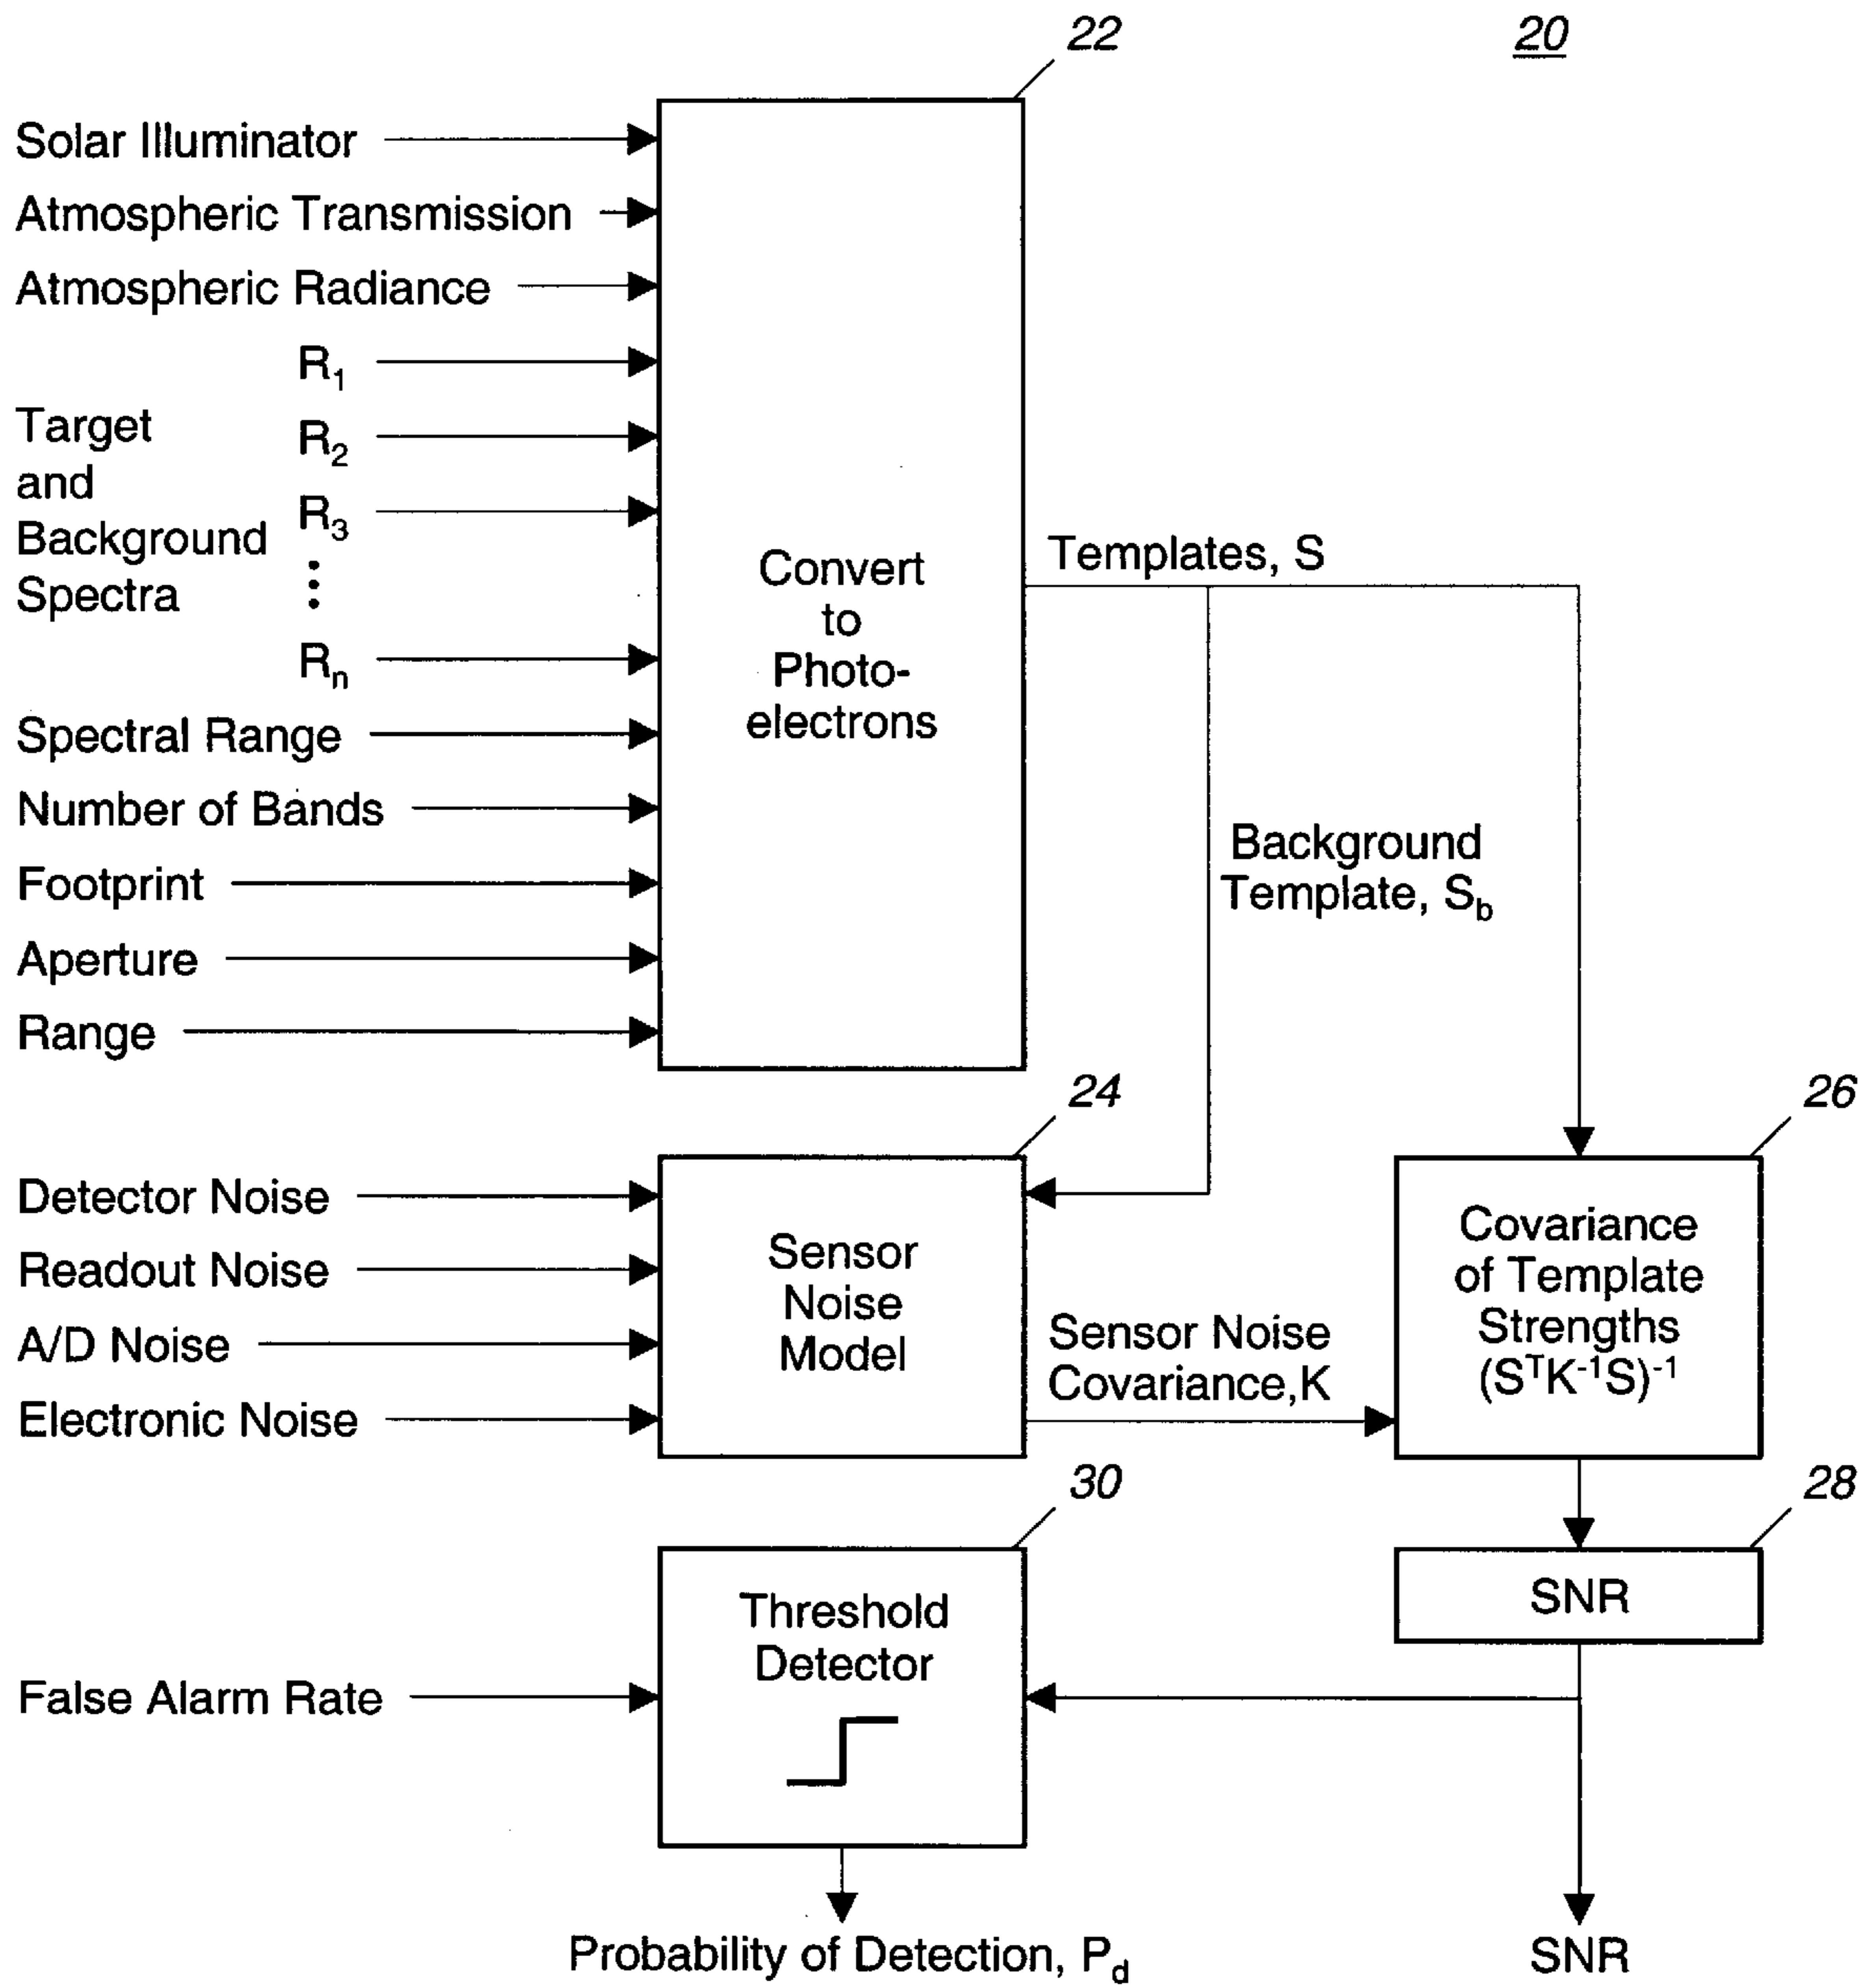 22
20
Solar Illuminator
Atmospheric Transmission
Atmospheric Radiance
R₁
R₂
R₃
⋮
Rₙ
Target
and
Background
Spectra
Spectral Range
Number of Bands
Footprint
Aperture
Range
Convert
to
Photo-
electrons
Templates, S
Background
Template, S_b
24
26
Detector Noise
Readout Noise
A/D Noise
Electronic Noise
Sensor
Noise
Model
Sensor Noise
Covariance,K
Covariance
of Template
Strengths
(SᵀK⁻¹S)⁻¹
30
28
False Alarm Rate
Threshold
Detector
SNR
Probability of Detection, P_d
SNR